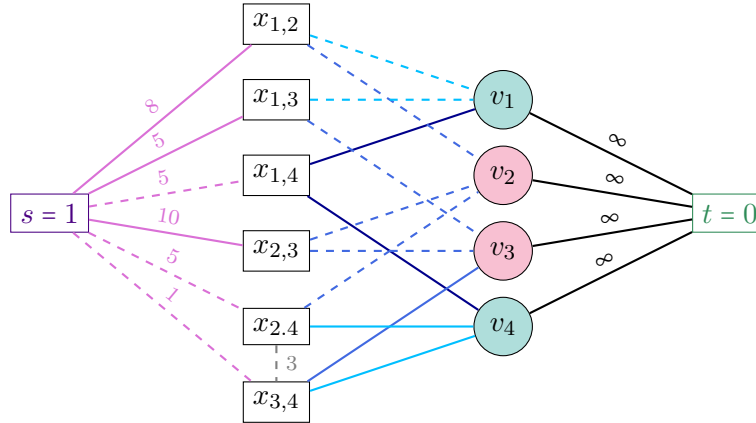 x1,2
8
x1,3
v1
5
∞
x1,4
v2
5
∞
s = 1
10
t = 0
x2,3
v3
∞
5
∞
x2.4
v4
1
3
x3,4